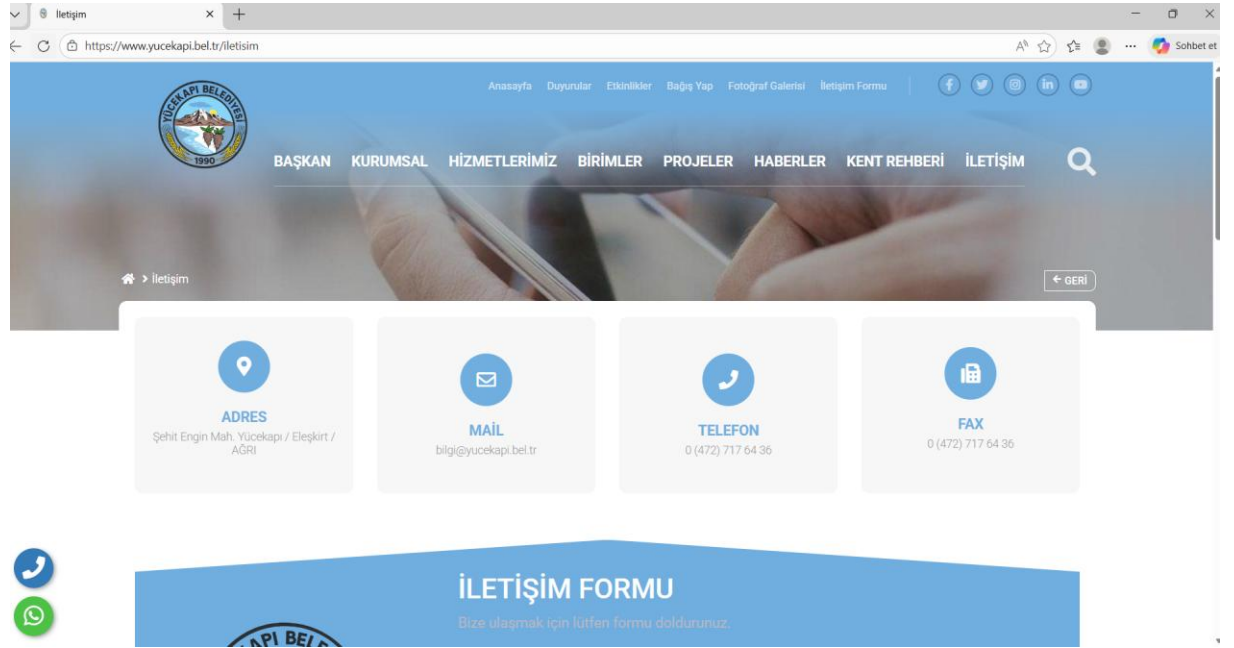 İletişim
https://www.yucekapi.bel.tr/iletisim
Sohbet et
YÜCEKAPI BELEDİYESİ
1990
Anasayfa Duyurular Etkinlikler Bağış Yap Fotoğraf Galerisi İletişim Formu
BAŞKAN KURUMSAL HİZMETLERİMİZ BİRİMLER PROJELER HABERLER KENT REHBERİ İLETİŞİM
> İletişim
← GERİ
ADRES
Şehit Engin Mah. Yücekapı / Eleşkirt /
AĞRI
MAİL
bilgi@yucekapi.bel.tr
TELEFON
0 (472) 717 64 36
FAX
0 (472) 717 64 36
İLETİŞİM FORMU
Bize ulaşmak için lütfen formu doldurunuz.